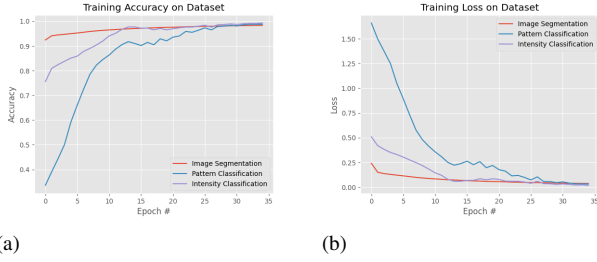 Training Accuracy on Dataset
1.0
0.9
0.8
0.7
0.6
0.5
0.4
Accuracy
0
5
10
15
20
25
30
35
Epoch #
Image Segmentation
Pattern Classification
Intensity Classification
(a)
Training Loss on Dataset
1.50
1.25
1.00
0.75
0.50
0.25
0.00
Loss
0
5
10
15
20
25
30
35
Epoch #
Image Segmentation
Pattern Classification
Intensity Classification
(b)